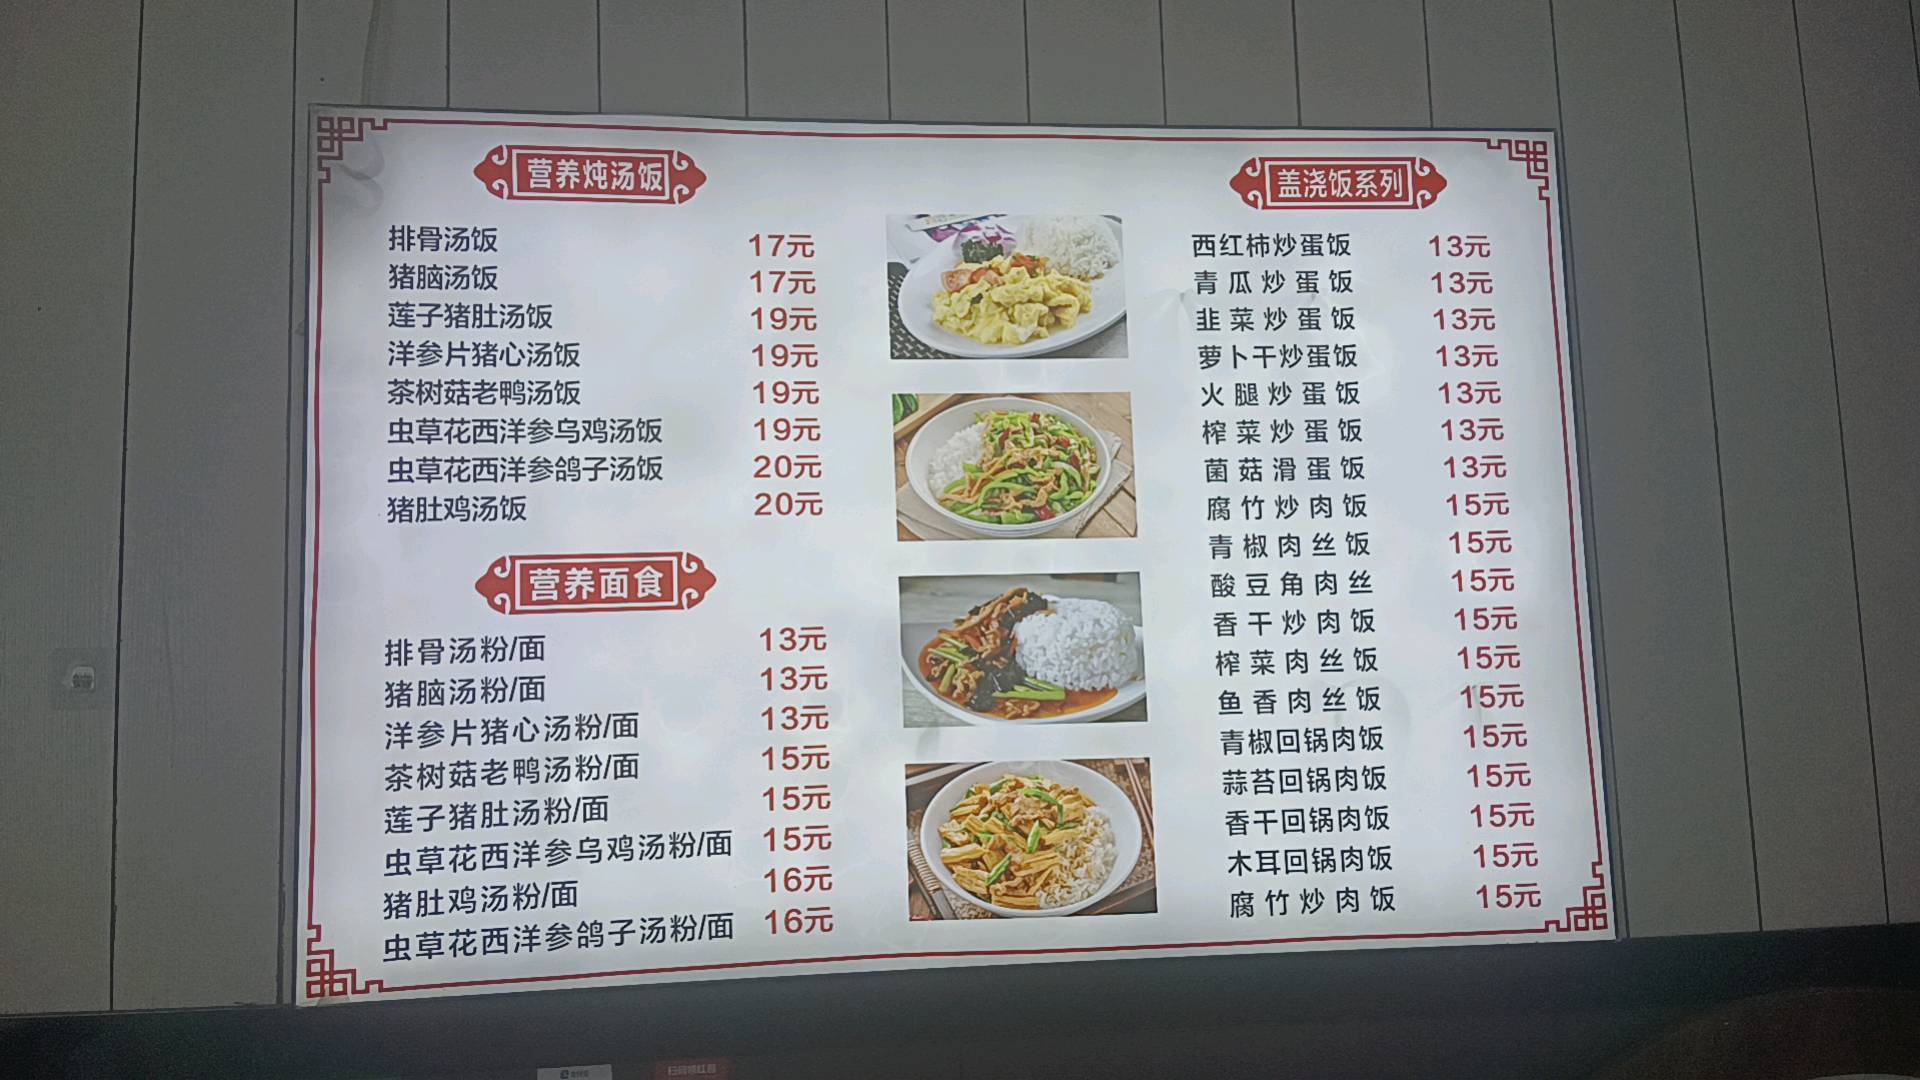 营养炖汤饭
排骨汤饭 17元
猪脑汤饭 17元
莲子猪肚汤饭 19元
洋参片猪心汤饭 19元
茶树菇老鸭汤饭 19元
虫草花西洋参乌鸡汤饭 19元
虫草花西洋参鸽子汤饭 20元
猪肚鸡汤饭 20元
营养面食
排骨汤粉/面 13元
猪脑汤粉/面 13元
洋参片猪心汤粉/面 13元
茶树菇老鸭汤粉/面 15元
莲子猪肚汤粉/面 15元
虫草花西洋参乌鸡汤粉/面 15元
猪肚鸡汤粉/面 16元
虫草花西洋参鸽子汤粉/面 16元
盖浇饭系列
西红柿炒蛋饭 13元
青瓜炒蛋饭 13元
韭菜炒蛋饭 13元
萝卜干炒蛋饭 13元
火腿炒蛋饭 13元
榨菜炒蛋饭 13元
菌菇滑蛋饭 13元
腐竹炒肉饭 15元
青椒肉丝饭 15元
酸豆角肉丝 15元
香干炒肉饭 15元
榨菜肉丝饭 15元
鱼香肉丝饭 15元
青椒回锅肉饭 15元
蒜苔回锅肉饭 15元
香干回锅肉饭 15元
木耳回锅肉饭 15元
腐竹炒肉饭 15元
扫码领红包